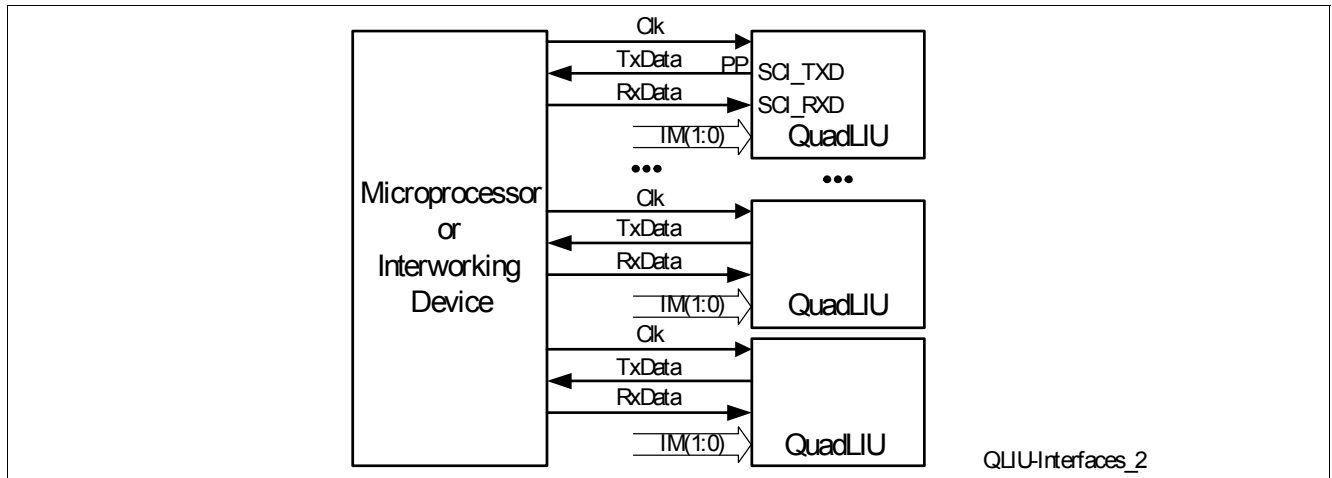 Clk
TxData
PP
SCI_TXD
RxData
SCI_RXD
IM(1:0)
QuadLIU
•••
•••
Microprocessor
or
Interworking
Device
Clk
TxData
RxData
IM(1:0)
QuadLIU
Clk
TxData
RxData
IM(1:0)
QuadLIU
QLIU-Interfaces_2